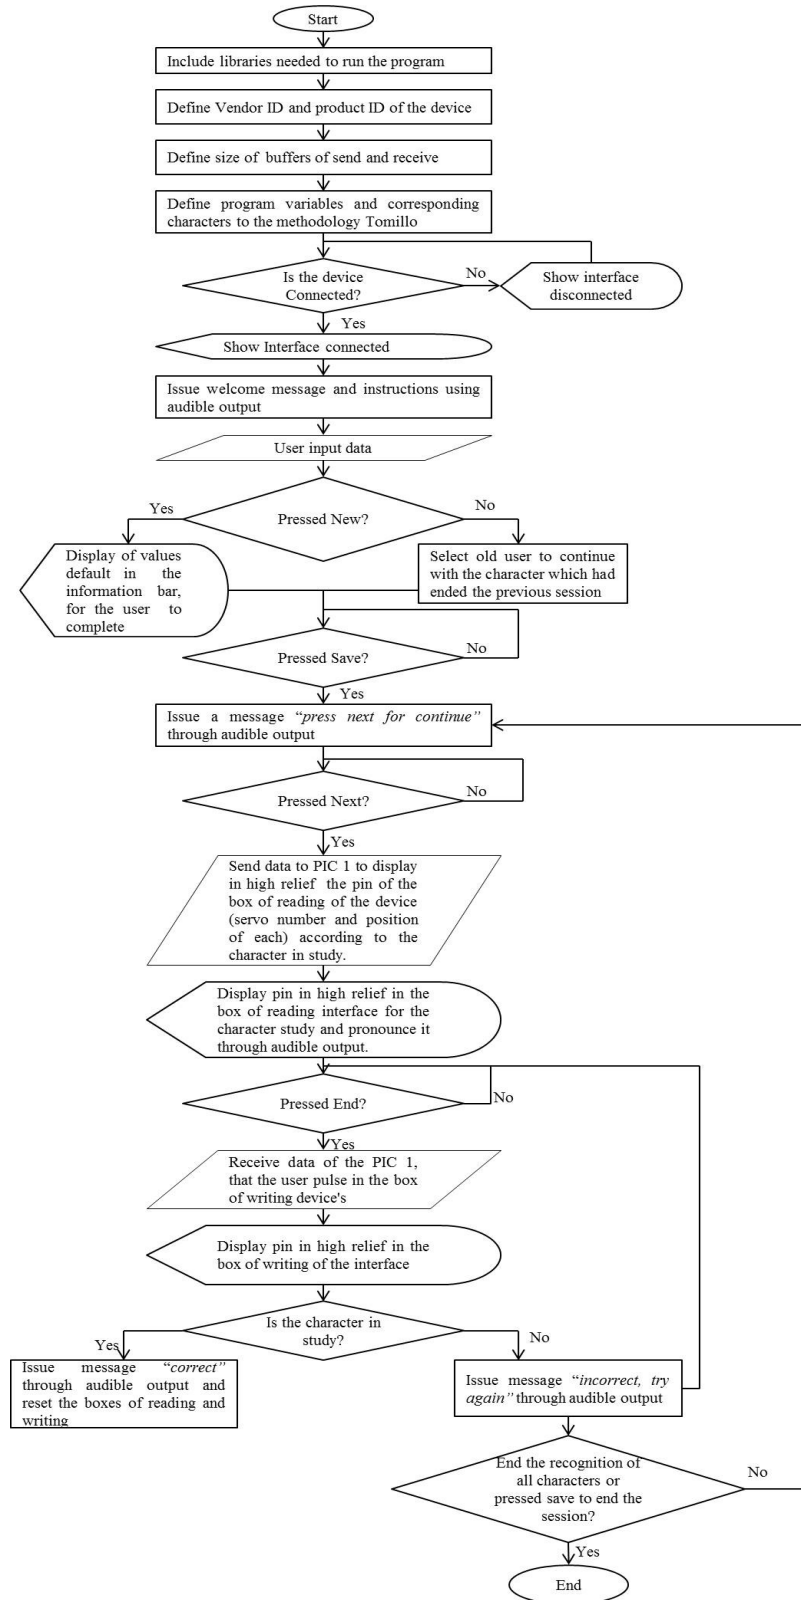 Start
Include libraries needed to run the program
Define Vendor ID and product ID of the device
Define size of buffers of send and receive
Define program variables and corresponding
characters to the methodology Tomillo
Is the device
Connected?
No
Show interface
disconnected
Yes
Show Interface connected
Issue welcome message and instructions using
audible output
User input data
Yes
Pressed New?
No
Display of values
default in the
information bar,
for the user to
complete
Select old user to continue
with the character which had
ended the previous session
Pressed Save?
No
Yes
Issue a message “press next for continue”
through audible output
Pressed Next?
No
Yes
Send data to PIC 1 to display
in high relief the pin of the
box of reading of the device
(servo number and position
of each) according to the
character in study.
Display pin in high relief in the
box of reading interface for the
character study and pronounce it
through audible output.
Pressed End?
No
Yes
Receive data of the PIC 1,
that the user pulse in the box
of writing device's
Display pin in high relief in the
box of writing of the interface
Is the character in
study?
Yes
No
Issue message “correct”
through audible output and
reset the boxes of reading and
writing
Issue message “incorrect, try
again” through audible output
End the recognition of
all characters or
pressed save to end the
session?
No
Yes
End